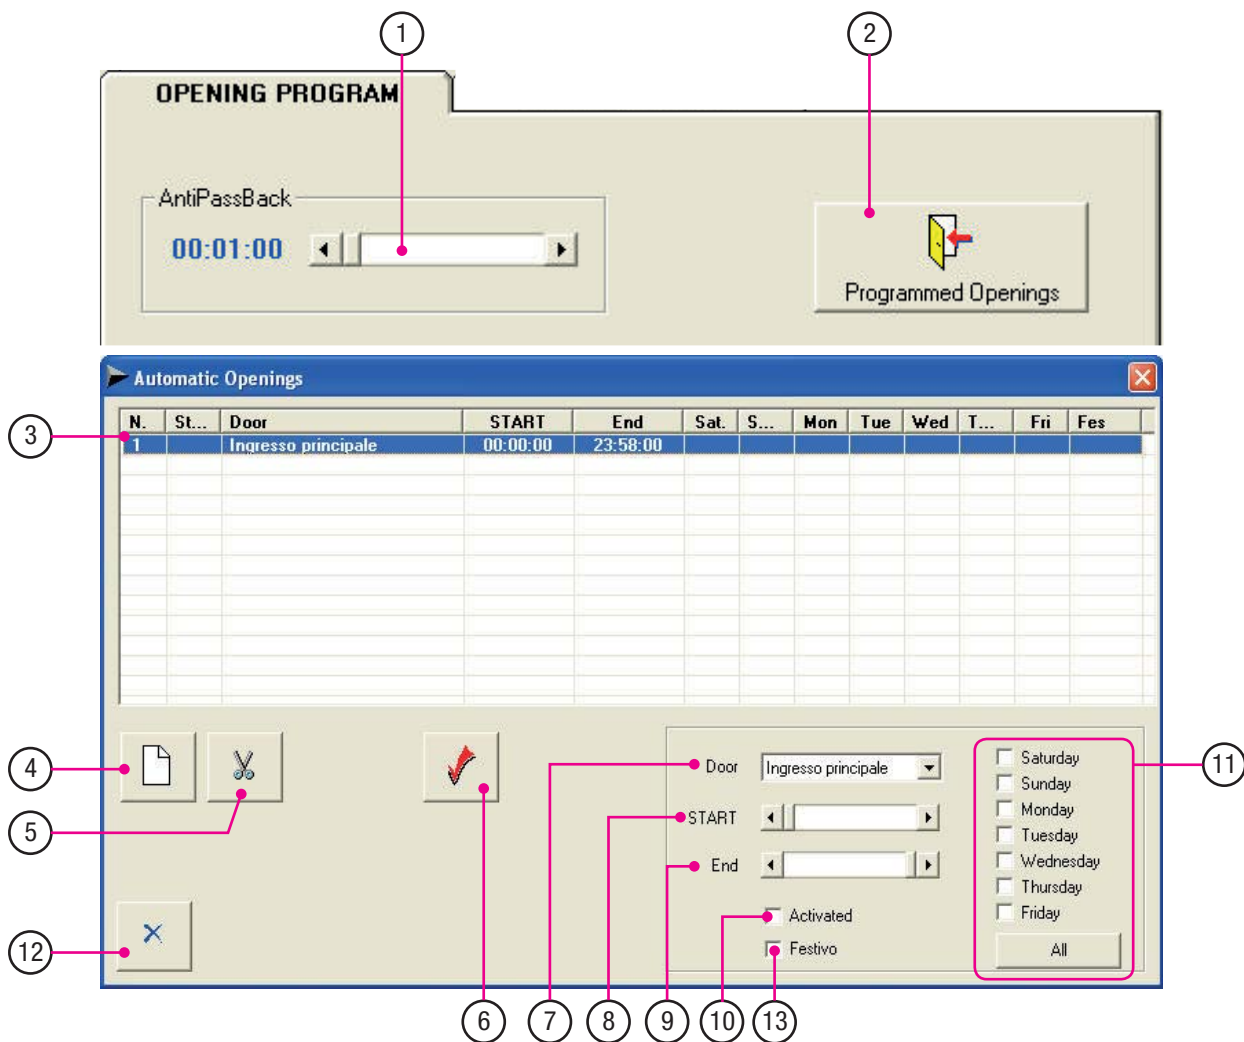 1 2
OPENING PROGRAM
AntiPassBack
00:01:00
Programmed Openings
Automatic Openings
N. St... Door START End Sat. S... Mon Tue Wed T... Fri Fes
3
1 Ingresso principale 00:00:00 23:58:00
4
5
Door Ingresso principale
START
End
Activated
Festivo
Saturday
Sunday
Monday
Tuesday
Wednesday
Thursday
Friday
All
11
12
6 7 8 9 10 13